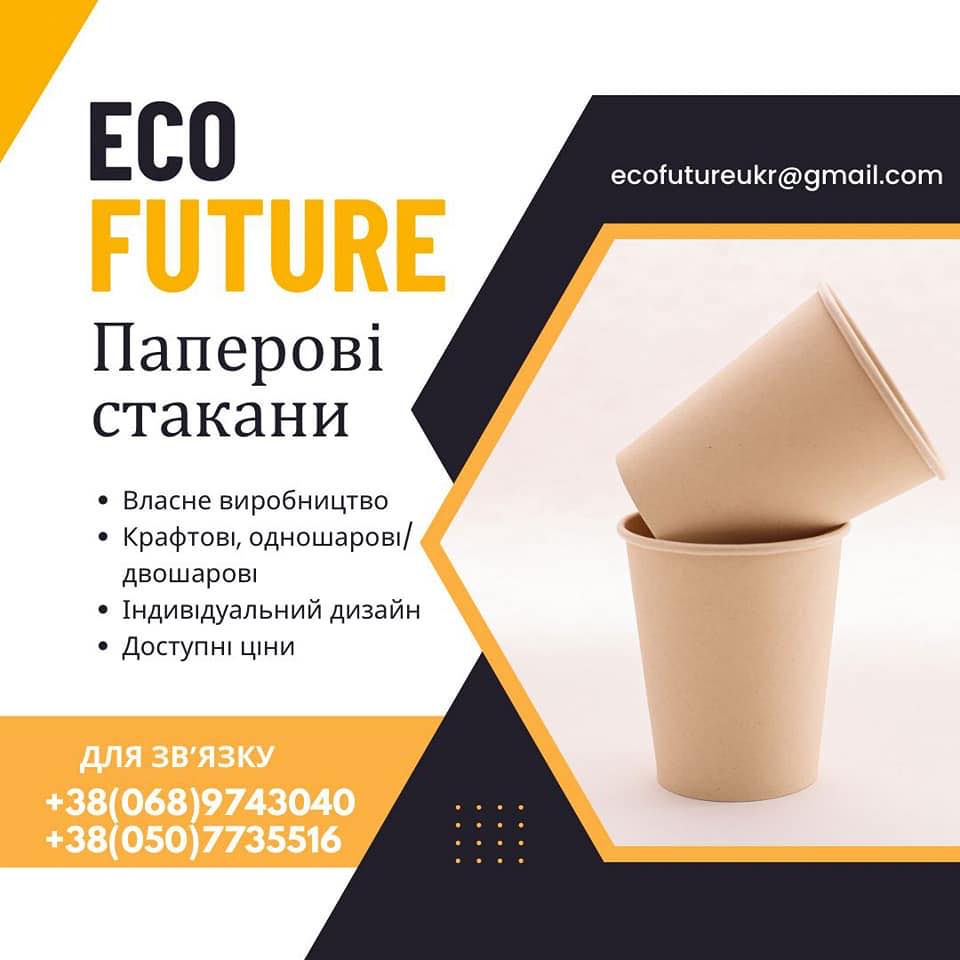 ECO
FUTURE
Паперові
стакани
• Власне виробництво
• Крафтові, одношарові/
двошарові
• Індивідуальний дизайн
• Доступні ціни
ДЛЯ ЗВ’ЯЗКУ
+38(068)9743040
+38(050)7735516
ecofutureukr@gmail.com